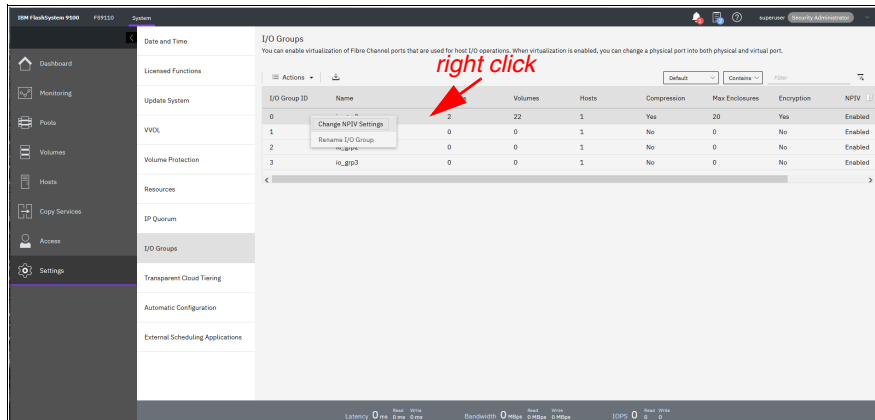 IBM FlashSystem 9100 FS9110 System superuser Security Administrator
Date and Time
Licensed Functions
Update System
VVOL
Volume Protection
Resources
IP Quorum
I/O Groups
Transparent Cloud Tiering
Automatic Configuration
External Scheduling Applications
Dashboard
Monitoring
Pools
Volumes
Hosts
Copy Services
Access
Settings
I/O Groups
You can enable virtualization of Fibre Channel ports that are used for host I/O operations. When virtualization is enabled, you can change a physical port into both physical and virtual port.
right click
Actions Default Contains Filter
I/O Group ID Name Volumes Hosts Compression Max Enclosures Encryption NPIV
0 2 22 1 Yes 20 Yes Enabled
Change NPIV Settings
Rename I/O Group
1 0 0 1 No 0 No Enabled
2 io_grp2 0 0 1 No 0 No Enabled
3 io_grp3 0 0 1 No 0 No Enabled
Latency 0 ms Read 0 ms Write 0 ms Bandwidth 0 MBps Read 0 MBps Write 0 MBps IOPS 0 Read 0 Write 0